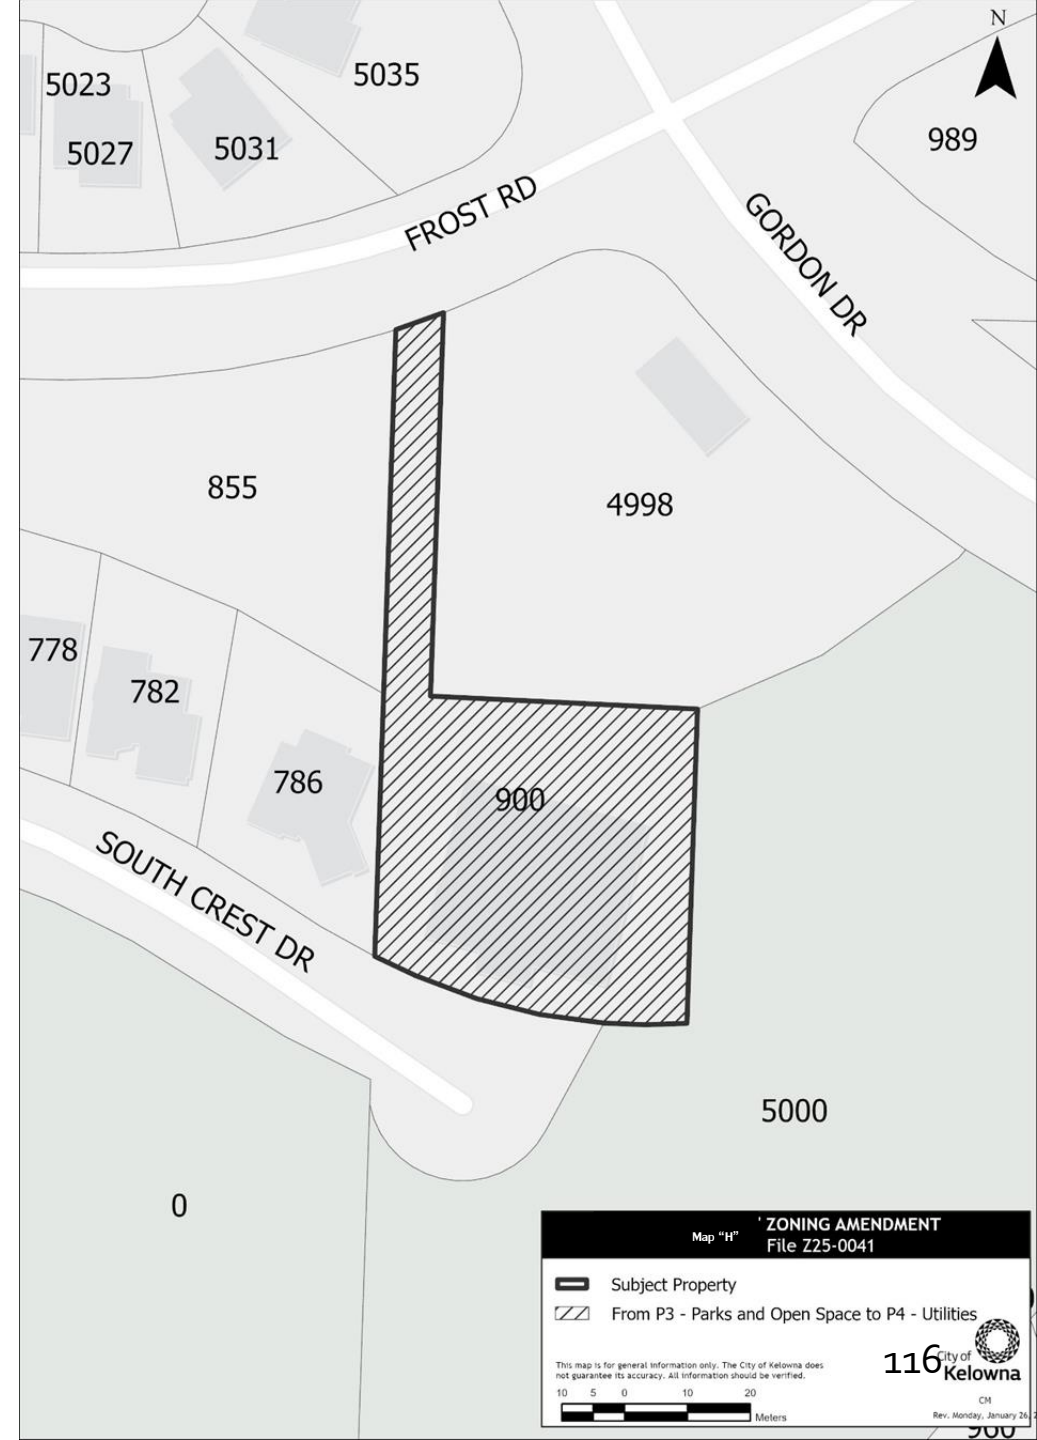 N
5023
5035
5027
5031
989
FROST RD
GORDON DR
855
4998
778
782
786
900
SOUTH CREST DR
5000
0
Map “H”
' ZONING AMENDMENT
File Z25-0041
Subject Property
From P3 - Parks and Open Space to P4 - Utilities
116
City of
Kelowna
This map is for general information only. The City of Kelowna does
not guarantee its accuracy. All information should be verified.
10 5 0 10 20
Meters
CM
Rev. Monday, January 26,